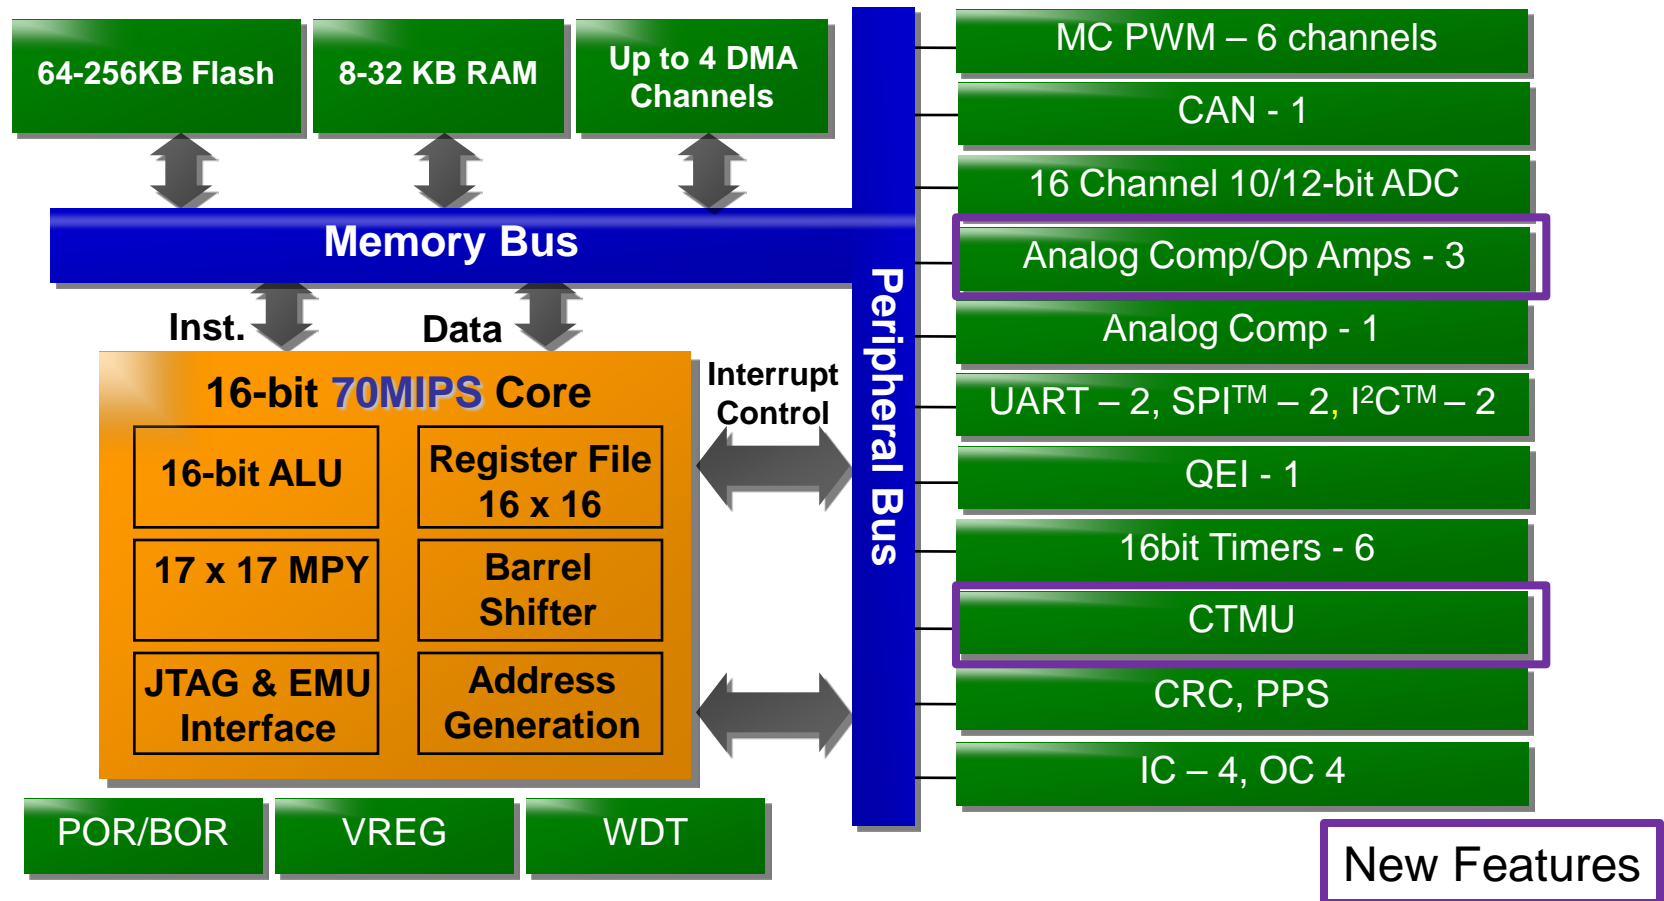 64-256KB Flash
8-32 KB RAM
Up to 4 DMA
Channels
Memory Bus
Inst.
Data
16-bit 70MIPS Core
16-bit ALU
Register File
16 x 16
17 x 17 MPY
Barrel
Shifter
JTAG & EMU
Interface
Address
Generation
Interrupt
Control
POR/BOR
VREG
WDT
Peripheral Bus
MC PWM – 6 channels
CAN - 1
16 Channel 10/12-bit ADC
Analog Comp/Op Amps - 3
Analog Comp - 1
UART – 2, SPI™ – 2, I²C™ – 2
QEI - 1
16bit Timers - 6
CTMU
CRC, PPS
IC – 4, OC 4
New Features